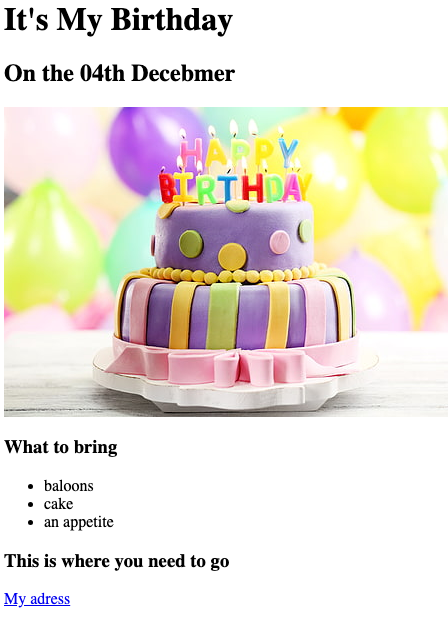 It's My Birthday
On the 04th Decebmer
HAPPY
BIRTHDAY
What to bring
baloons
cake
an appetite
This is where you need to go
My adress